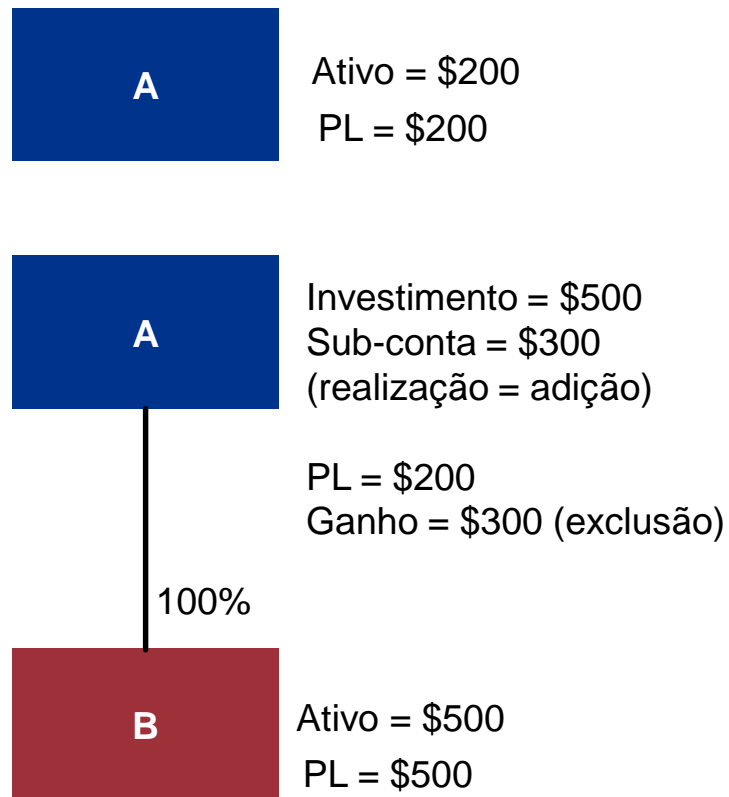 A
Ativo = $200
PL = $200
A
Investimento = $500
Sub-conta = $300
(realização = adição)
PL = $200
Ganho = $300 (exclusão)
100%
B
Ativo = $500
PL = $500